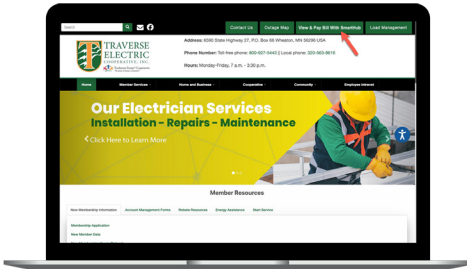 Search
Contact Us
Outage Map
View & Pay Bill With SmartHub
Load Management
TRAVERSE
ELECTRIC
COOPERATIVE, INC.
Address: 6590 State Highway 27, P.O. Box 66 Wheaton, MN 56296 USA
Phone Number: Toll-free phone: 800-927-5443 || Local phone: 320-563-8616
Hours: Monday-Friday, 7 a.m. - 3:30 p.m.
Home
Member Services
Home and Business
Cooperative
Community
Employee Intranet
Our Electrician Services
Installation - Repairs - Maintenance
Click Here to Learn More
Member Resources
New Membership Information
Account Management Forms
Rebate Resources
Energy Assistance
Start Service
Membership Application
New Member Data